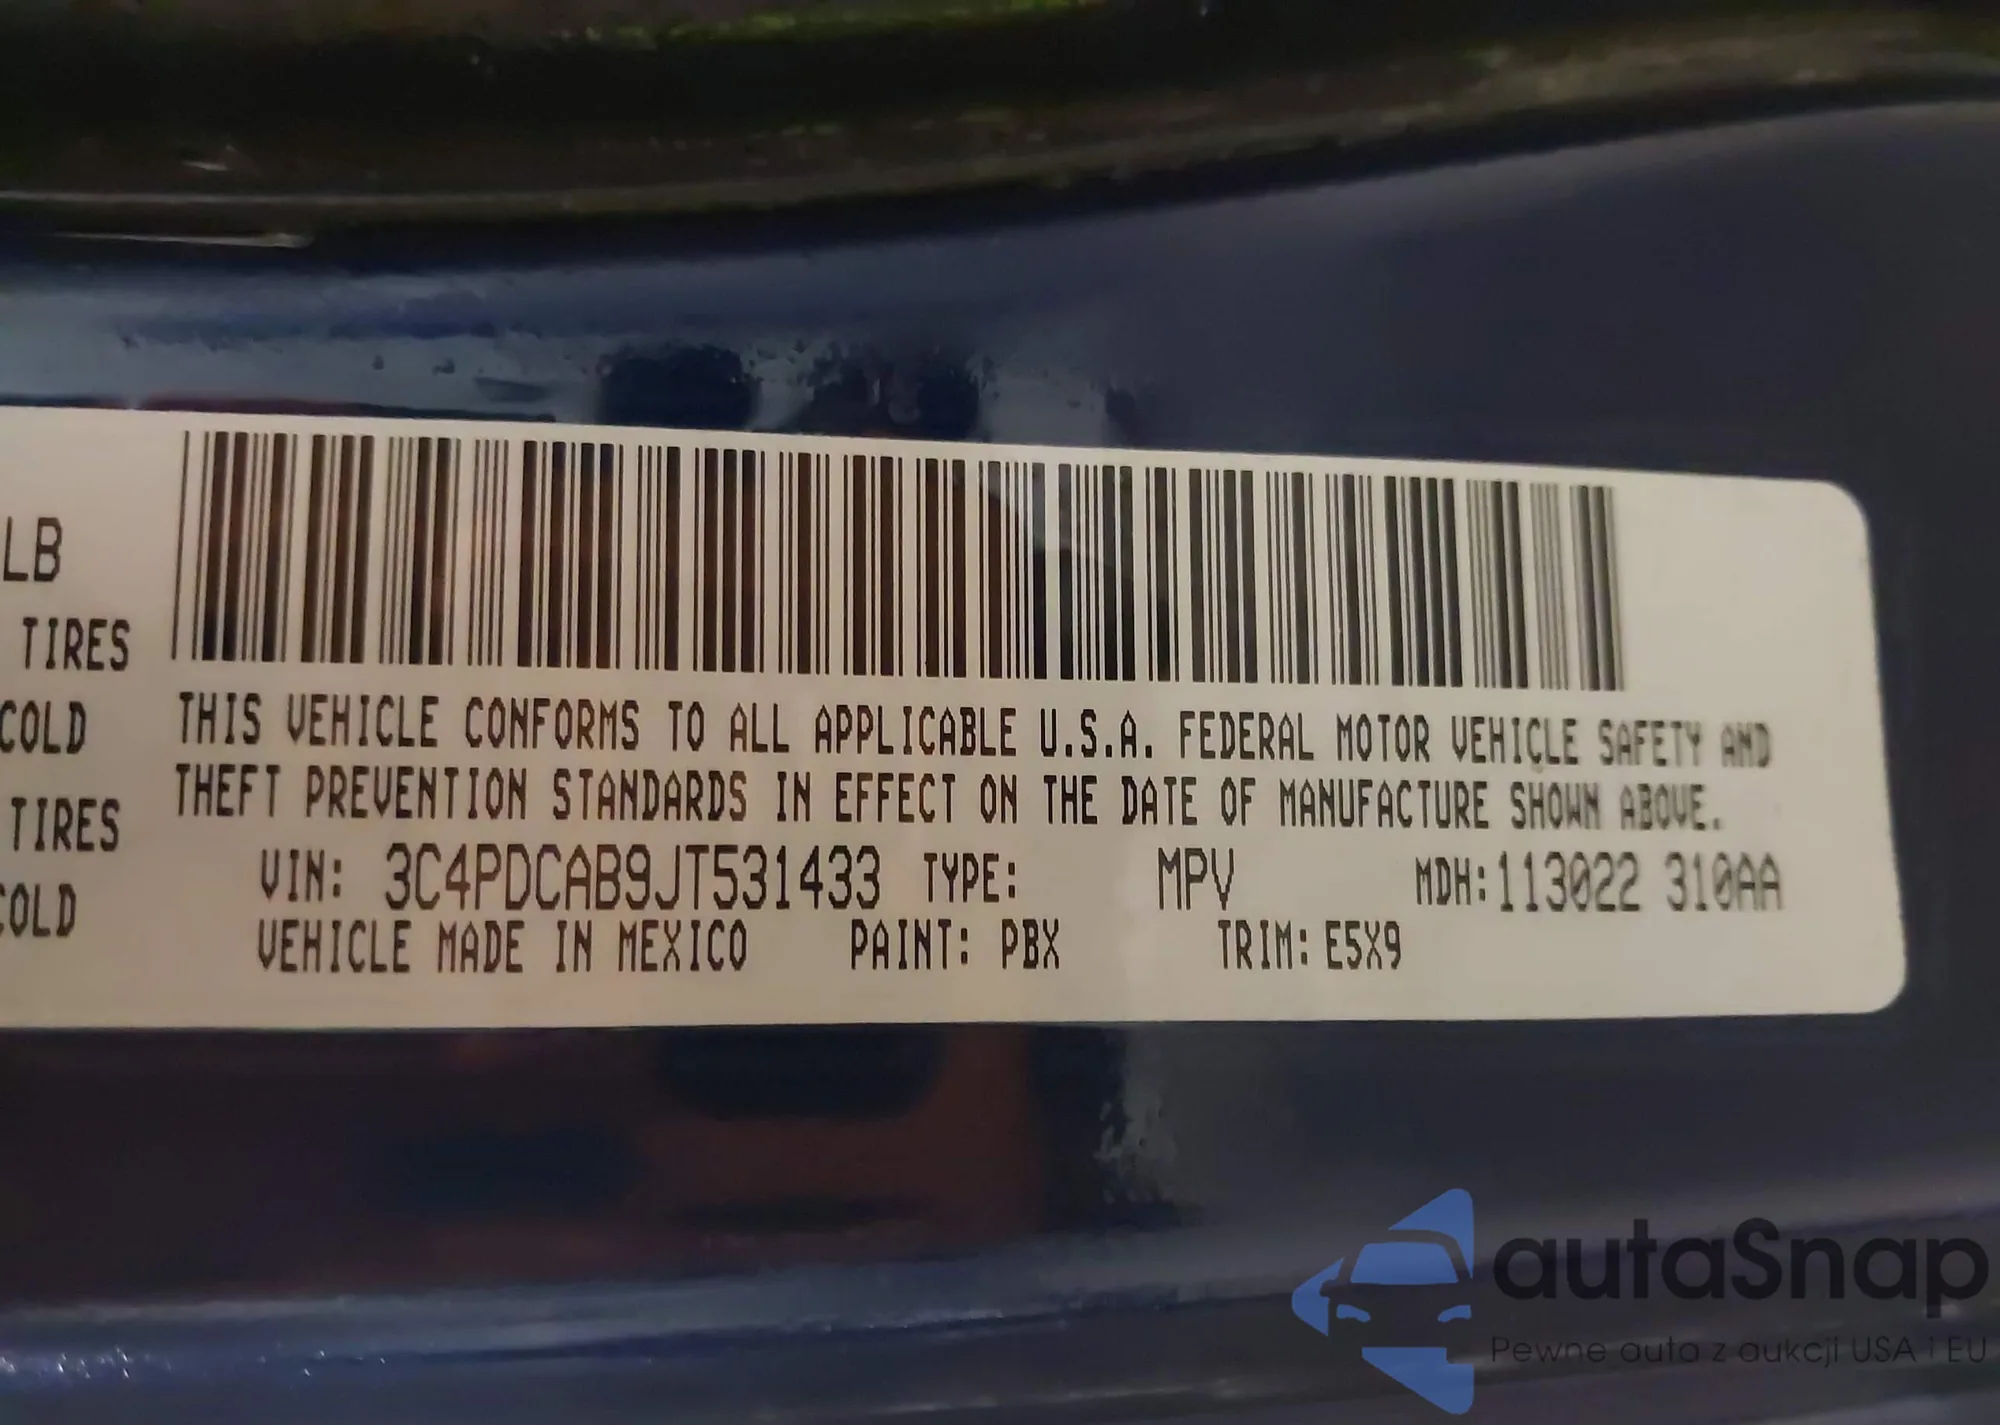 LB
TIRES
COLD
TIRES
COLD
THIS VEHICLE CONFORMS TO ALL APPLICABLE U.S.A. FEDERAL MOTOR VEHICLE SAFETY AND
THEFT PREVENTION STANDARDS IN EFFECT ON THE DATE OF MANUFACTURE SHOWN ABOVE.
VIN: 3C4PDCAB9JT531433 TYPE: MPV MDH:113022 310AA
VEHICLE MADE IN MEXICO PAINT: PBX TRIM: E5X9
autaSnap
Pewne auta z aukcji USA i EU